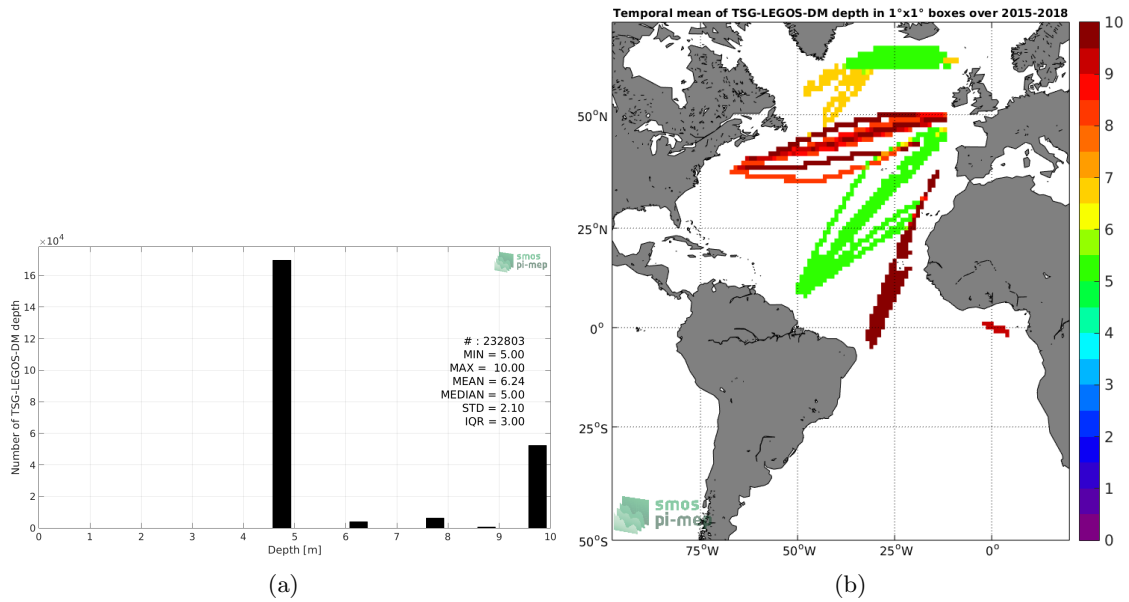 ×10⁴
16
14
12
10
8
6
4
2
0
Number of TSG-LEGOS-DM depth
smos
pi-mep
# : 232803
MIN = 5.00
MAX = 10.00
MEAN = 6.24
MEDIAN = 5.00
STD = 2.10
IQR = 3.00
0 1 2 3 4 5 6 7 8 9 10
Depth [m]
(a)
Temporal mean of TSG-LEGOS-DM depth in 1°x1° boxes over 2015-2018
50°N
25°N
0°
25°S
50°S
75°W 50°W 25°W 0°
smos
pi-mep
10
9
8
7
6
5
4
3
2
1
0
(b)